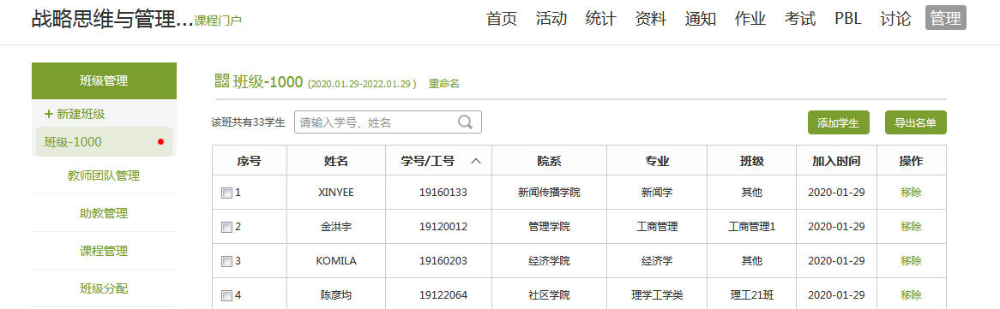 战略思维与管理...课程门户 首页 活动 统计 资料 通知 作业 考试 PBL 讨论 管理
班级管理
+ 新建班级
班级-1000
教师团队管理
助教管理
课程管理
班级分配
班级-1000 (2020.01.29-2022.01.29 ) 重命名
该班共有33学生 请输入学号、姓名 添加学生 导出名单
序号 姓名 学号/工号 院系 专业 班级 加入时间 操作
1 XINYEE 19160133 新闻传播学院 新闻学 其他 2020-01-29 移除
2 金洪宇 19120012 管理学院 工商管理 工商管理1 2020-01-29 移除
3 KOMILA 19160203 经济学院 经济学 其他 2020-01-29 移除
4 陈彦均 19122064 社区学院 理学工学类 理工21班 2020-01-29 移除